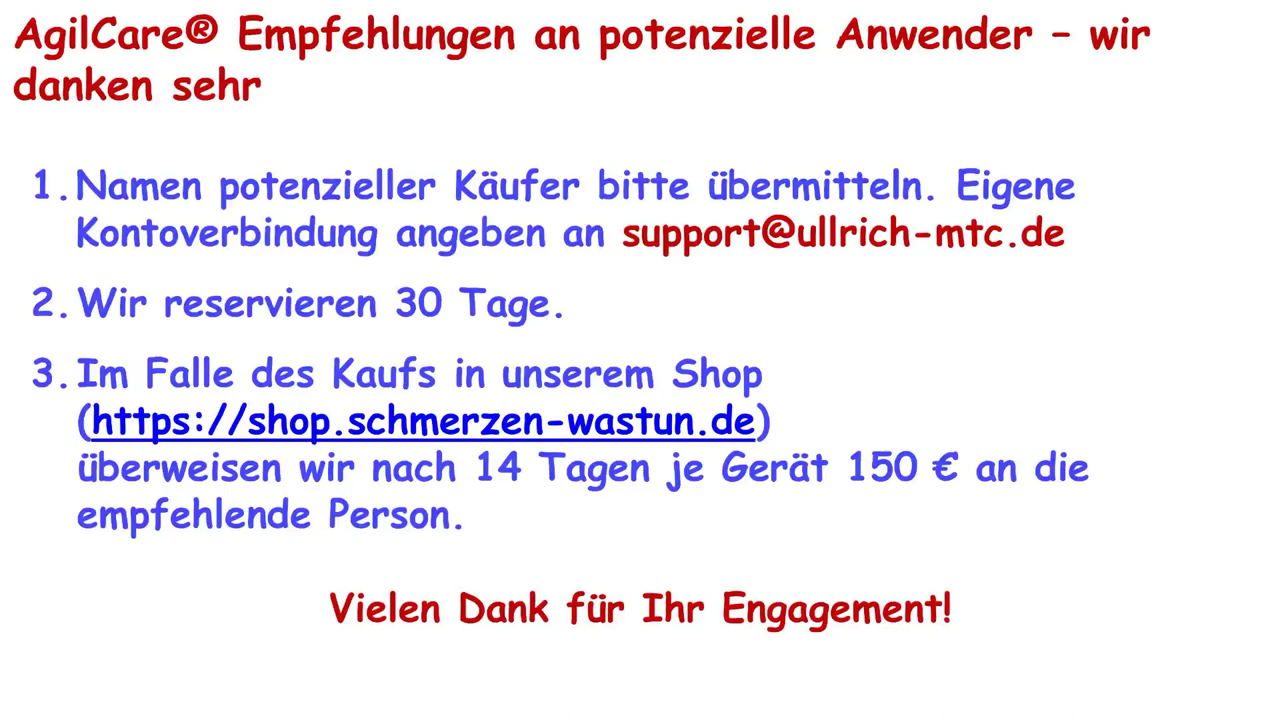 AgilCare® Empfehlungen an potenzielle Anwender – wir
danken sehr
1. Namen potenzieller Käufer bitte übermitteln. Eigene
Kontoverbindung angeben an support@ullrich-mtc.de
2. Wir reservieren 30 Tage.
3. Im Falle des Kaufs in unserem Shop
(https://shop.schmerzen-wastun.de)
überweisen wir nach 14 Tagen je Gerät 150 € an die
empfehlende Person.
Vielen Dank für Ihr Engagement!